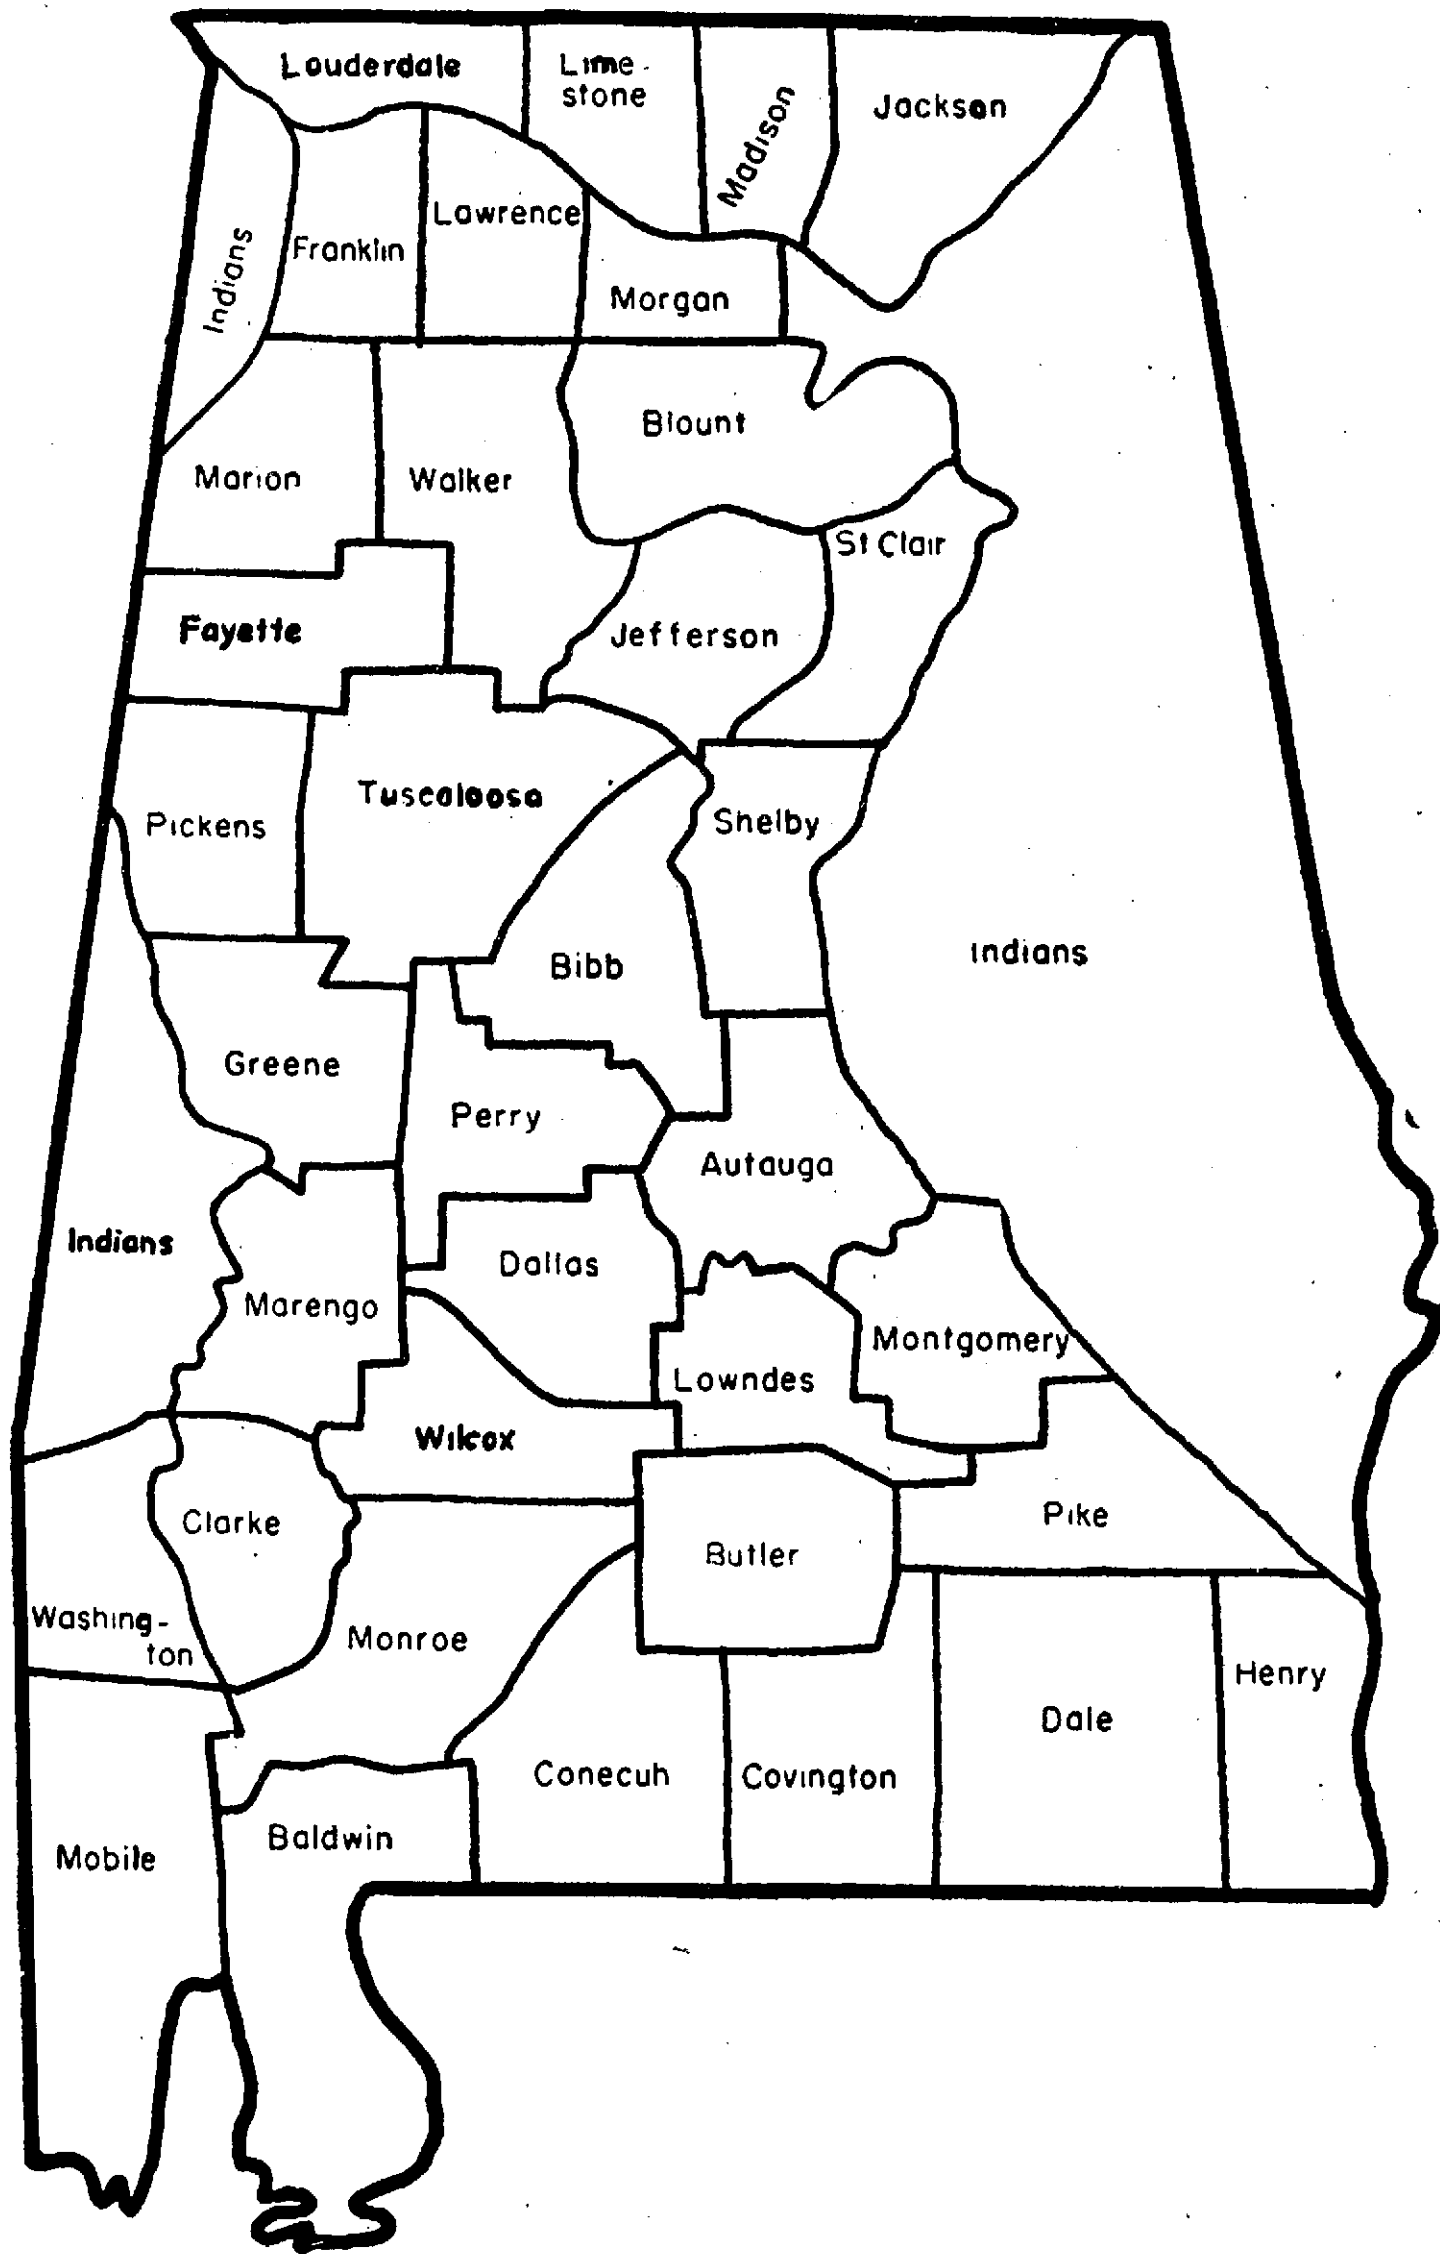 Louderdale
Lime-
stone
Madison
Jackson
Indians
Franklin
Lawrence
Morgan
Marion
Walker
Blount
St Clair
Fayette
Jefferson
Pickens
Tuscaloosa
Shelby
Indians
Bibb
Greene
Perry
Autauga
Indians
Marengo
Dallas
Montgomery
Lowndes
Wilcox
Clarke
Butler
Pike
Washing-
ton
Monroe
Henry
Dale
Conecuh
Covington
Baldwin
Mobile